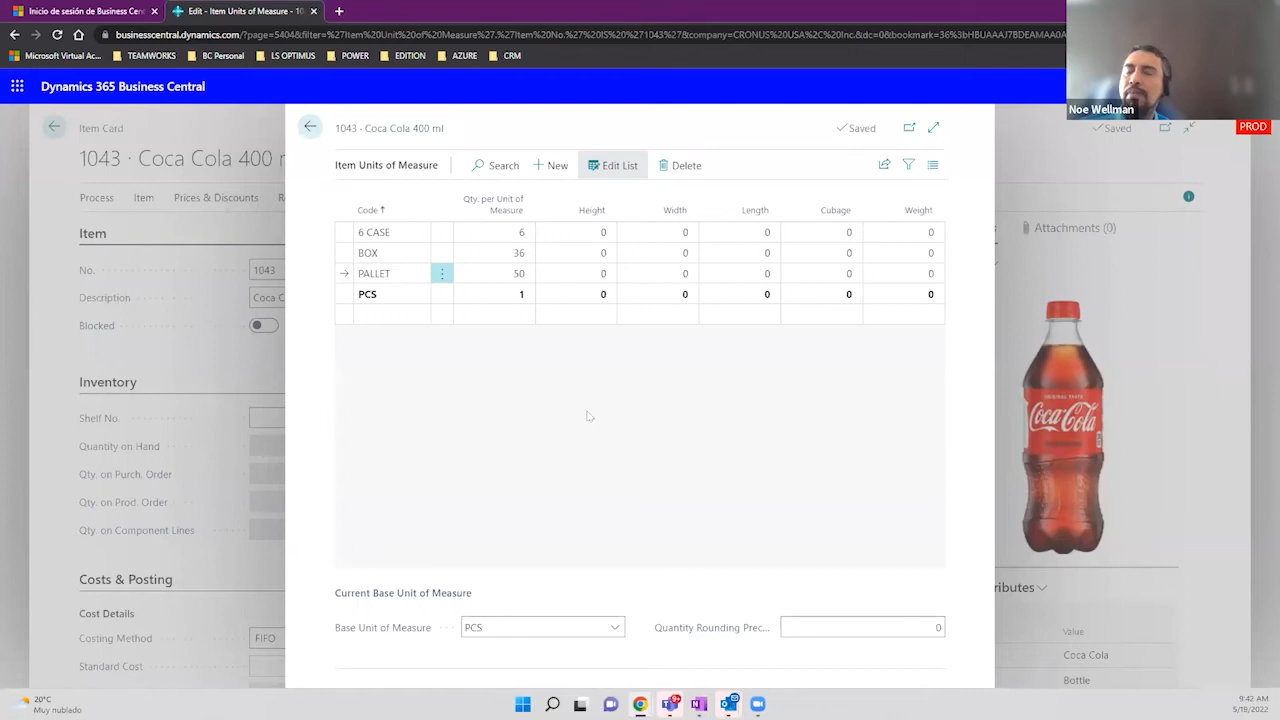 Inicio de sesión de Business Cent
Edit - Item Units of Measure - 10
businesscentral.dynamics.com/?page=5404&filter=%27Item %20Unit %20of%20Measure%27.%27Item%20No.%27%20IS%20%271043%27&company=CRONUS%20USA%2C%20Inc.&dc=0&bookmark=36%3bHBUAAAJ7BDEAMAA0
Microsoft Virtual Ac...
TEAMWORKS
BC Personal
LS OPTIMUS
POWER
EDITION
AZURE
CRM
Dynamics 365 Business Central
Noe Wellman
PROD
Item Card
1043 · Coca Cola 400 m
Saved
Process Item Prices & Discounts R
Item
No. 1043
Description Coca C
Blocked
Inventory
Shelf No.
Quantity on Hand
Qty. on Purch. Order
Qty. on Prod. Order
Qty. on Component Lines
Costs & Posting
Cost Details
Costing Method FIFO
Standard Cost
1043 · Coca Cola 400 ml
Saved
Item Units of Measure Search New Edit List Delete
Code↑ Qty. per Unit of Measure Height Width Length Cubage Weight
6 CASE 6 0 0 0 0 0
BOX 36 0 0 0 0 0
PALLET 50 0 0 0 0 0
PCS 1 0 0 0 0 0
Current Base Unit of Measure
Base Unit of Measure PCS Quantity Rounding Prec... 0
Attachments (0)
ORIGINAL TASTE
Coca-Cola
ributes
Value
Coca Cola
Bottle
20°C
Muy nublado
9:42 AM
5/19/2022